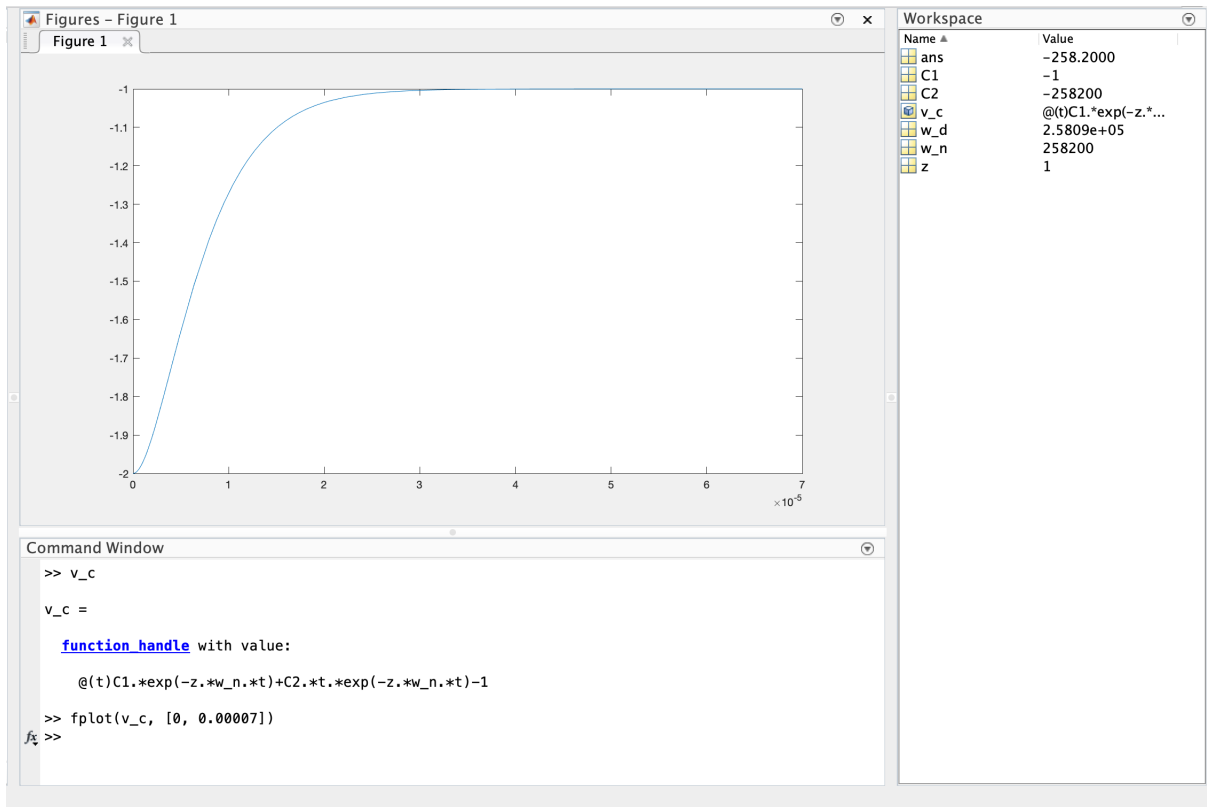 Figures – Figure 1
Figure 1
-1
-1.1
-1.2
-1.3
-1.4
-1.5
-1.6
-1.7
-1.8
-1.9
-2
0 1 2 3 4 5 6 7
×10-5
Command Window
>> v_c
v_c =
function_handle with value:
@(t)C1.*exp(-z.*w_n.*t)+C2.*t.*exp(-z.*w_n.*t)-1
>> fplot(v_c, [0, 0.00007])
fx >>
Workspace
Name Value
ans -258.2000
C1 -1
C2 -258200
v_c @(t)C1.*exp(-z.*...
w_d 2.5809e+05
w_n 258200
z 1